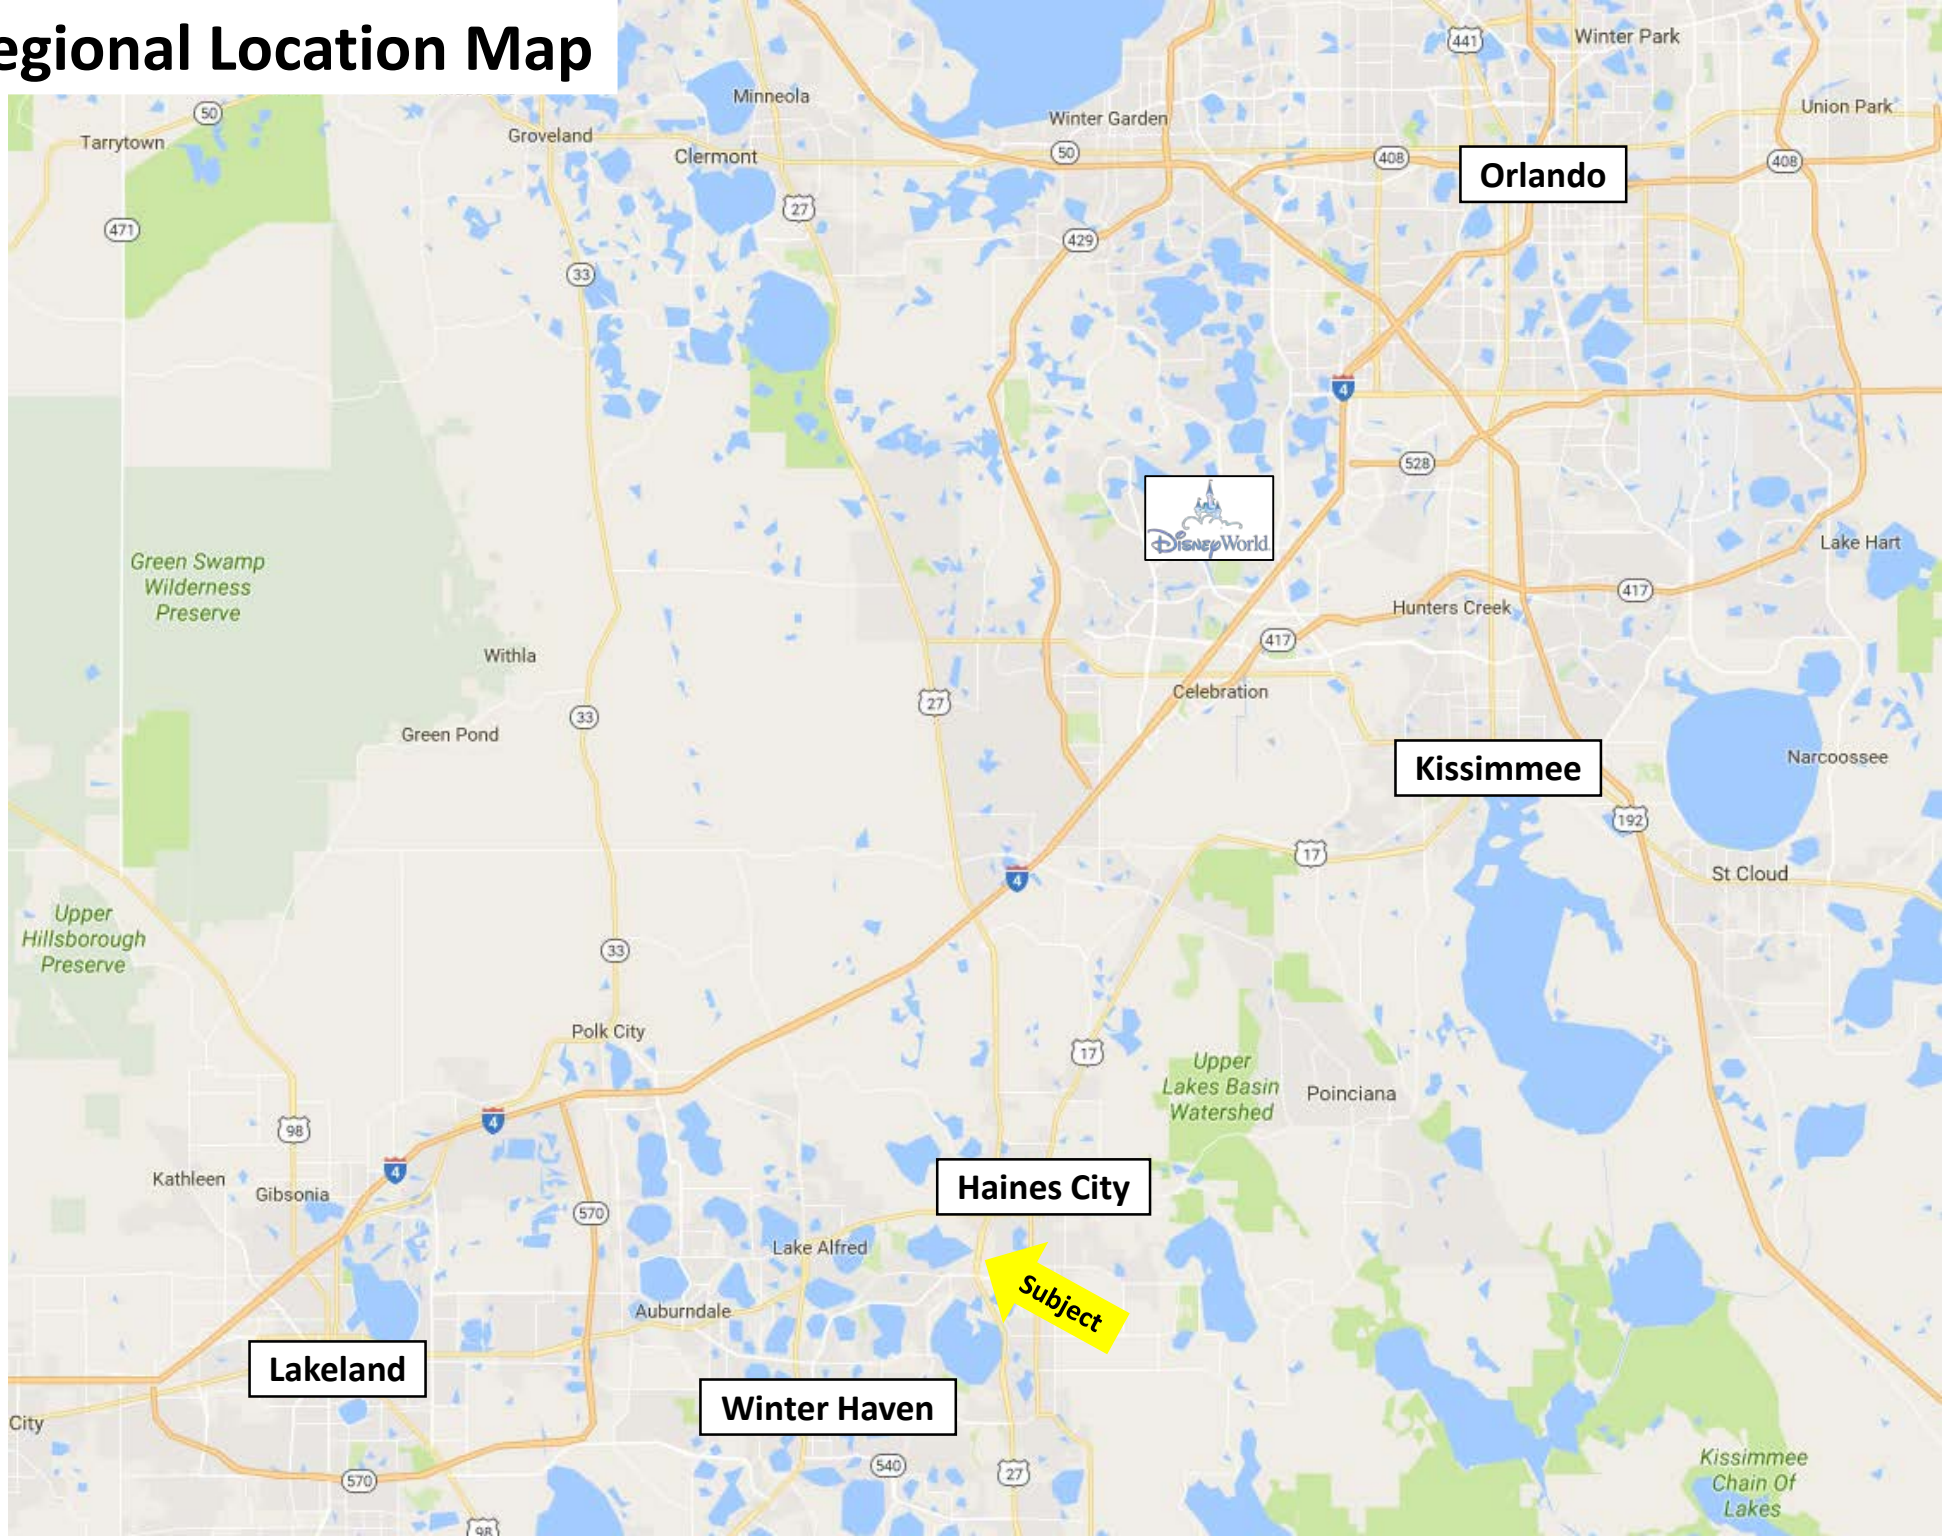 egional Location Map
441
Winter Park
Minneola
Union Park
50
Winter Garden
Groveland
Tarrytown
Clermont
50
408
408
Orlando
27
471
429
33
4
528
Disney World
Lake Hart
Green Swamp
Wilderness
Preserve
417
Hunters Creek
417
Withla
Celebration
27
33
Green Pond
Narcoossee
Kissimmee
192
17
St Cloud
4
Upper
Hillsborough
Preserve
33
Polk City
17
Upper
Lakes Basin
Watershed
Poinciana
4
98
4
Kathleen
Gibsonia
Haines City
570
Lake Alfred
Subject
Auburndale
Lakeland
Winter Haven
City
540
27
570
Kissimmee
Chain Of
Lakes
98